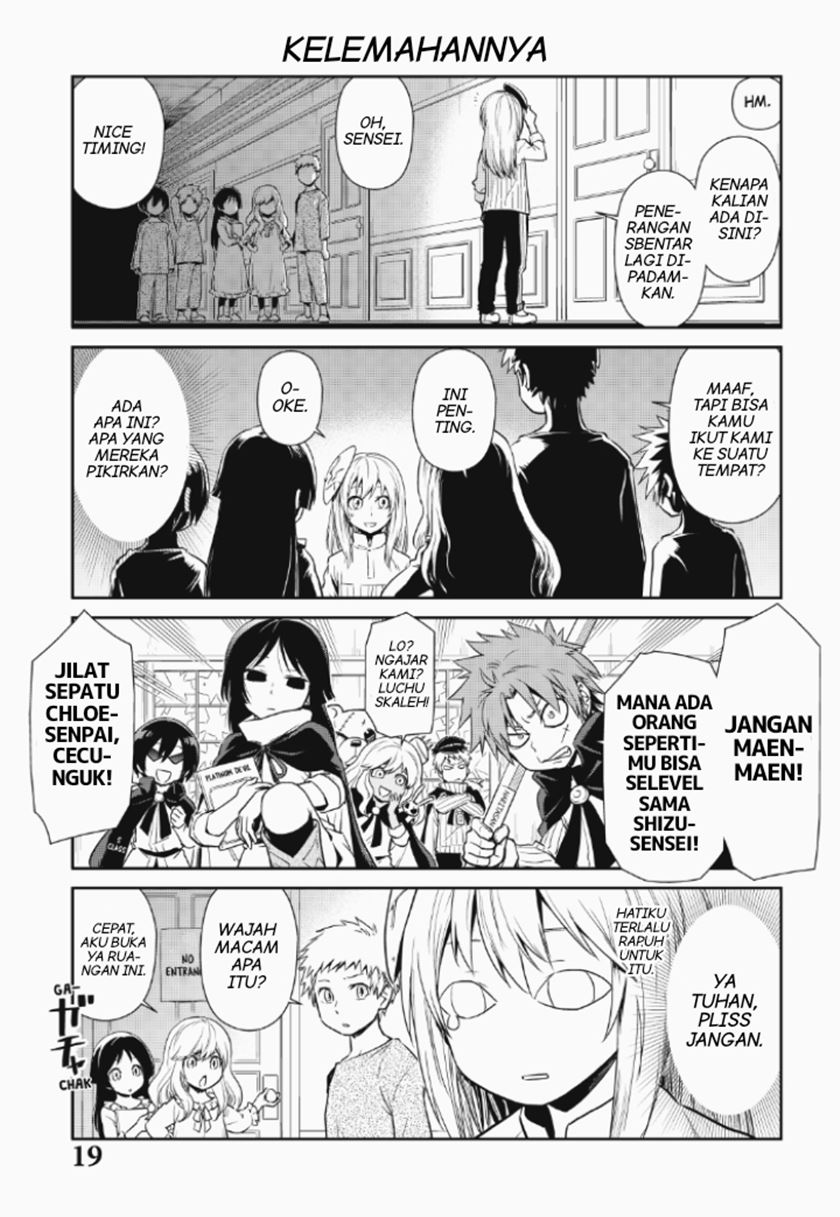 KELEMAHANNYA
HM.
KENAPA
KALIAN
ADA DI-
SINI?
PENE-
RANGAN
SBENTAR
LAGI DI-
PADAM-
KAN.
OH,
SENSEI.
NICE
TIMING!
MAAF,
TAPI BISA
KAMU
IKUT KAMI
KE SUATU
TEMPAT?
INI
PEN-
TING.
O-
OKE.
ADA
APA INI?
APA YANG
MEREKA
PIKIRKAN?
JANGAN
MAEN-
MAEN!
MANA ADA
ORANG
SEPERTI-
MU BISA
SELEVEL
SAMA
SHIZU-
SENSEI!
LO?
NGAJAR
KAMI?
LUCHU
SKALEH!
JILAT
SEPATU
CHLOE-
SENPAI,
CECU-
NGUK!
S
CLASS
YA
TUHAN,
PLISS
JANGAN.
HATIKU
TERLALU
RAPUH
UNTUK
ITU.
WAJAH
MACAM
APA
ITU?
CEPAT,
AKU BUKA
YA RUA-
NGAN INI.
NO
ENTRANC
GA-
ガチャ
CHAK
19